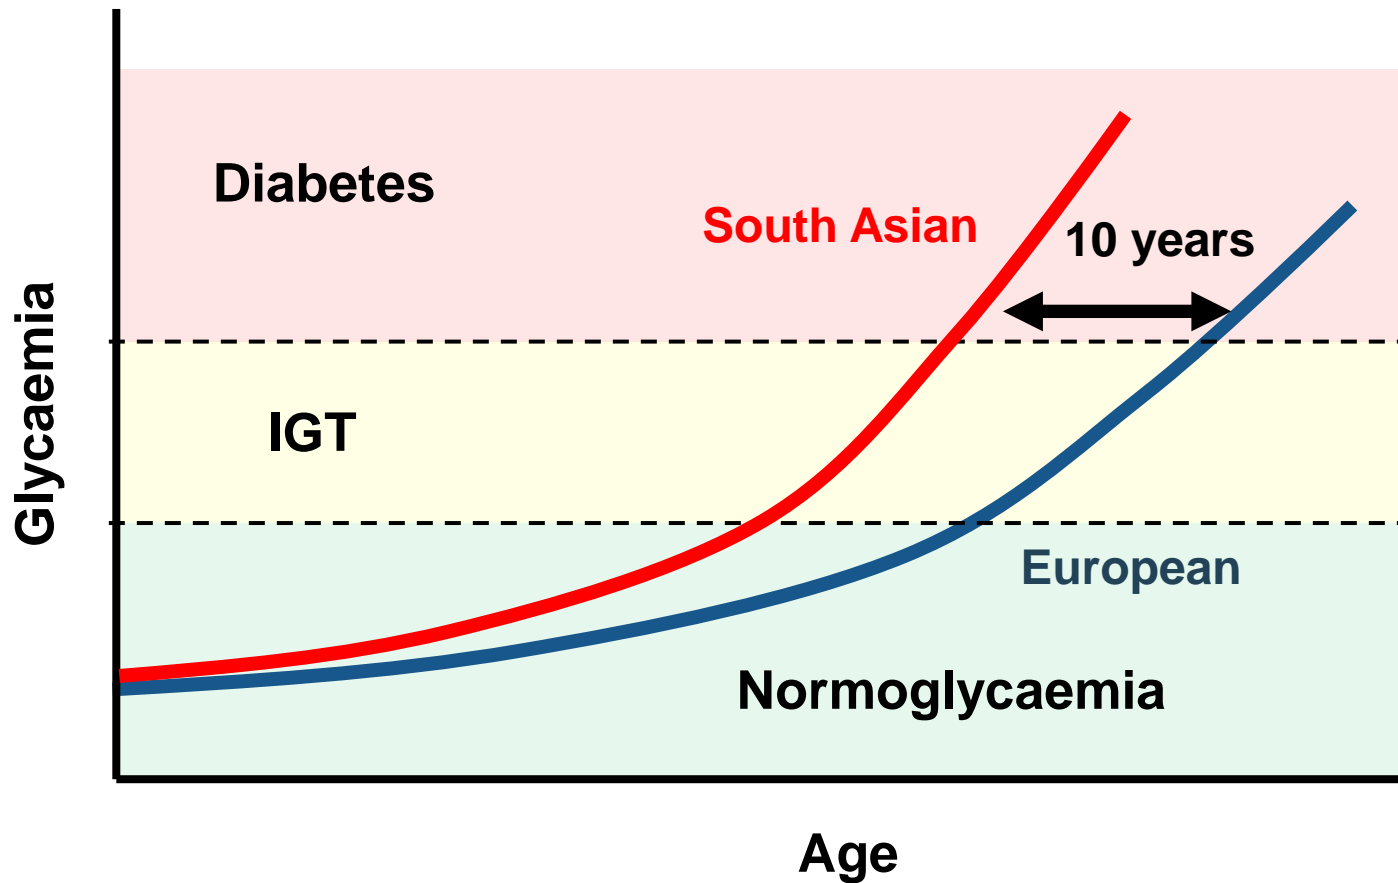 Diabetes
South Asian
10 years
Glycaemia
IGT
European
Normoglycaemia
Age